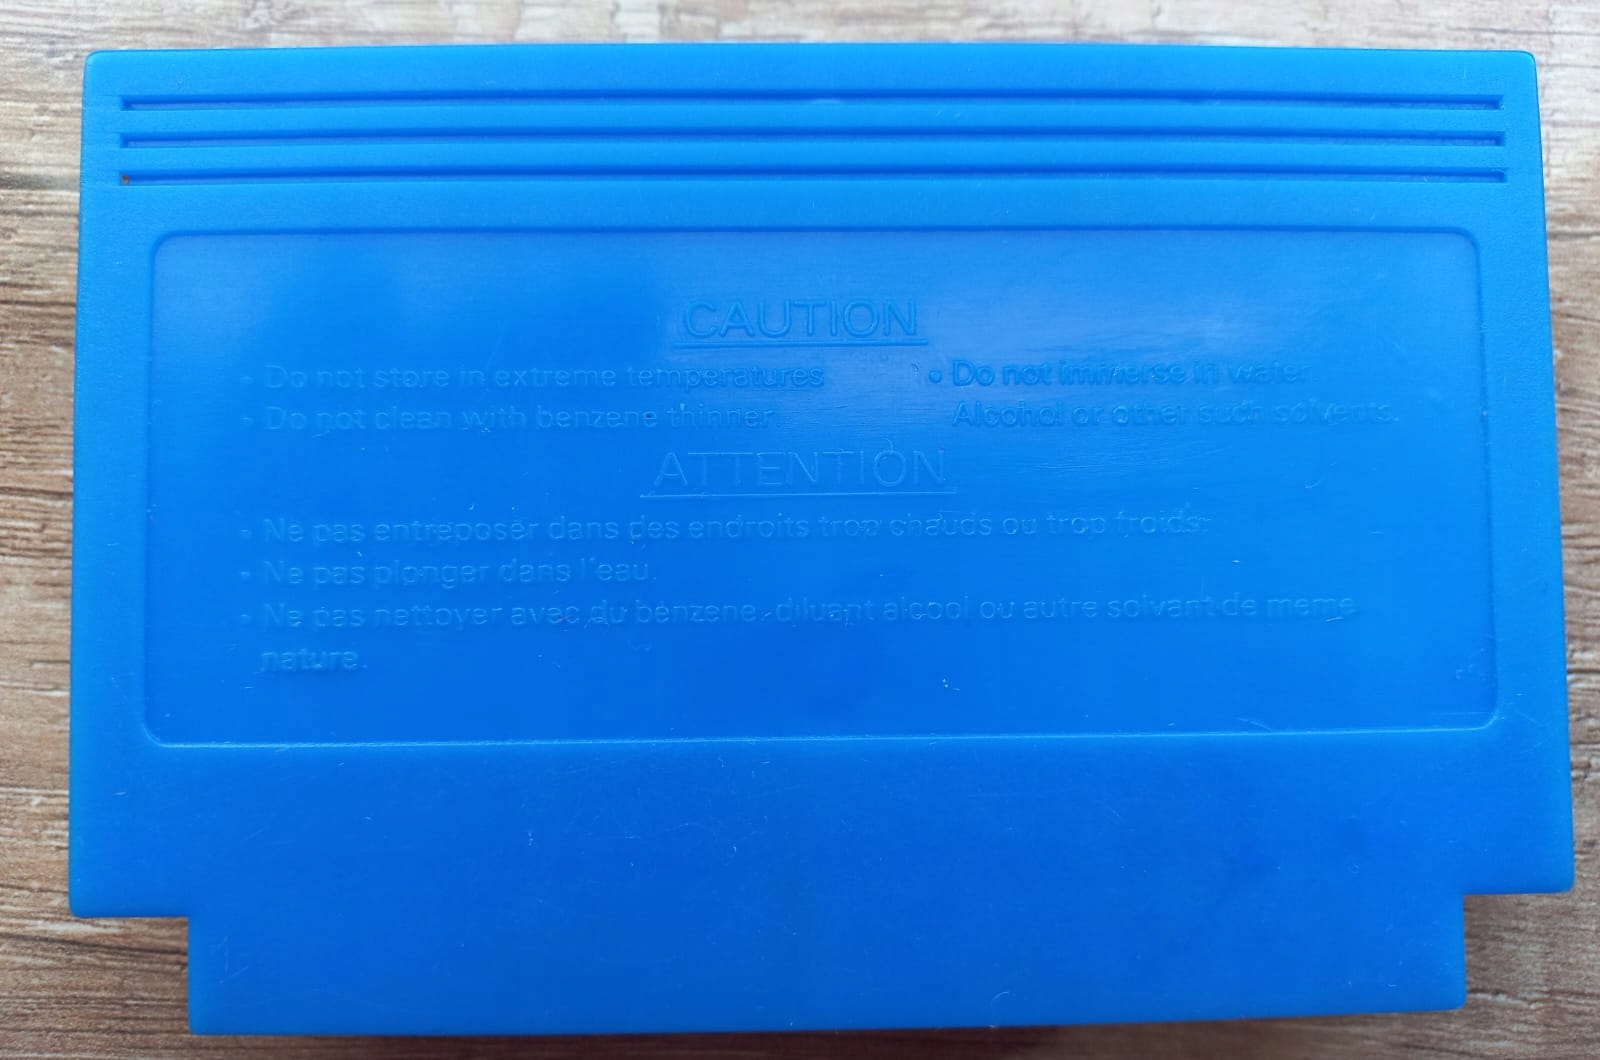 CAUTION
• Do not store in extreme temperatures
• Do not clean with benzene thinner
• Do not immerse in water
Alcohol or other such solvents.
ATTENTION
• Ne pas entreposer dans des endroits trop chauds ou trop froids.
• Ne pas plonger dans l'eau.
• Ne pas nettoyer avec du benzene. diluant alcool ou autre solvant de meme
nature.